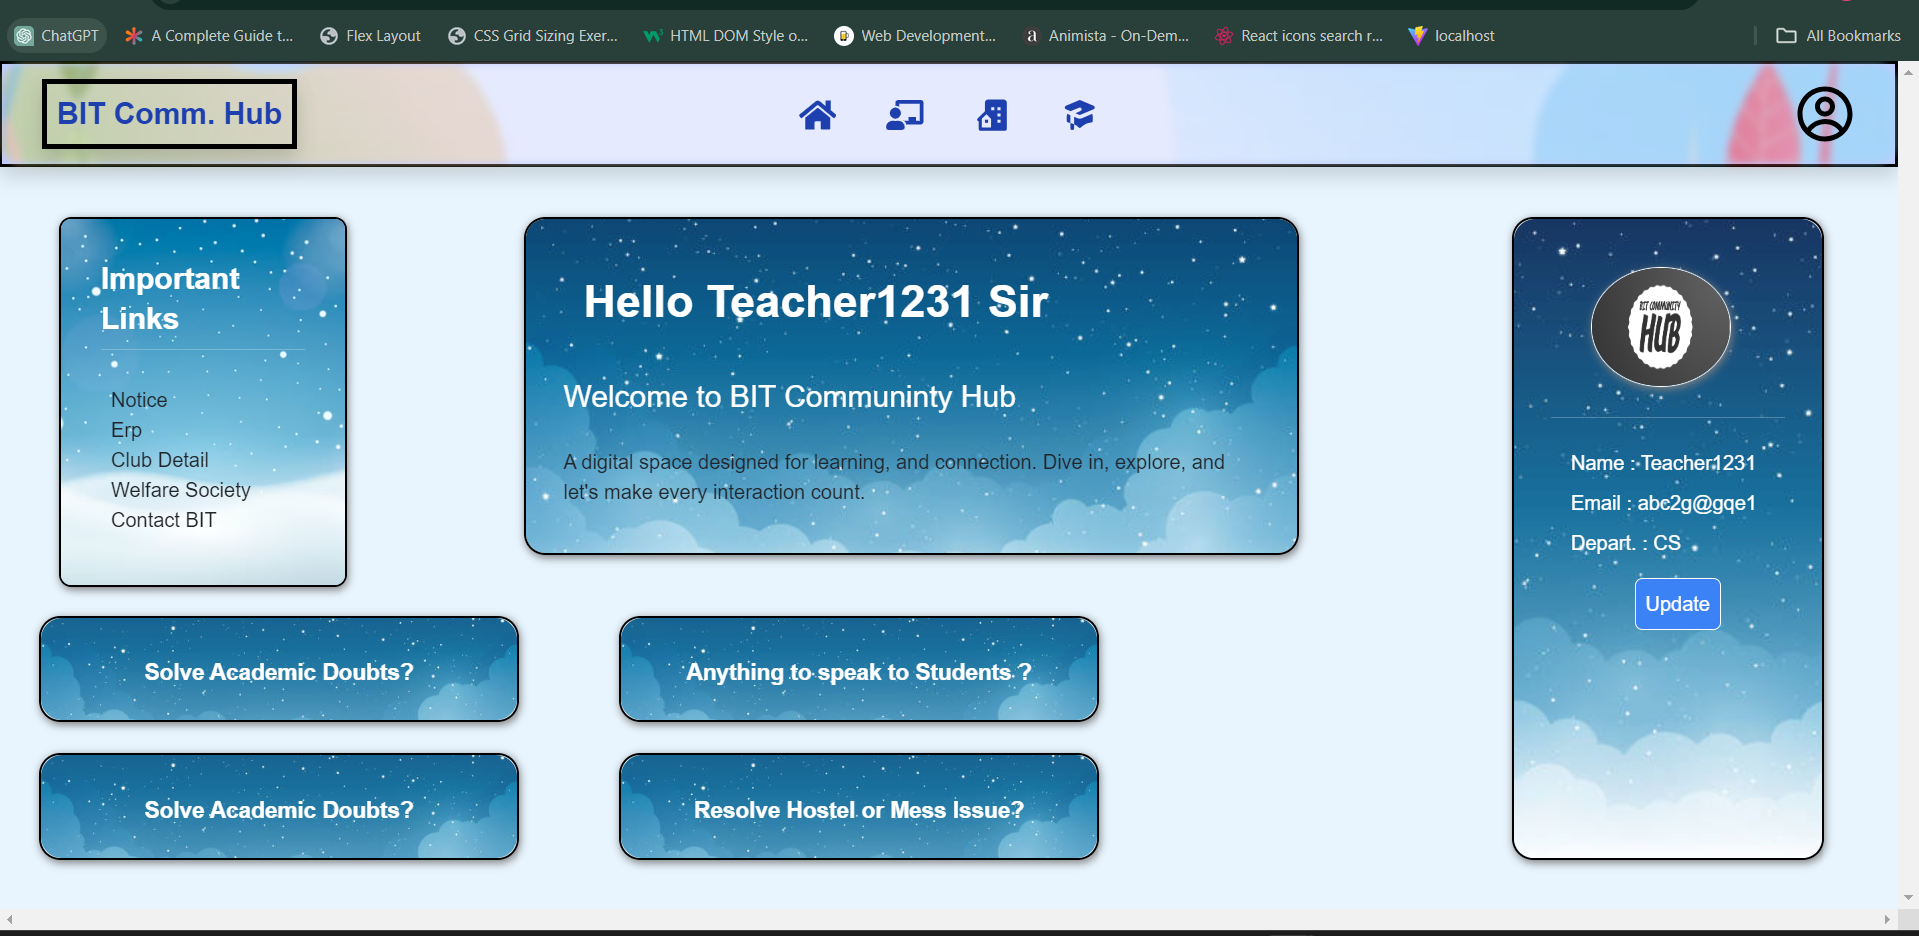 ChatGPT
A Complete Guide t...
Flex Layout
CSS Grid Sizing Exer...
HTML DOM Style o...
Web Development...
Animista - On-Dem...
React icons search r...
localhost
All Bookmarks
BIT Comm. Hub
Important
Links
Notice
Erp
Club Detail
Welfare Society
Contact BIT
Hello Teacher1231 Sir
Welcome to BIT Communinty Hub
A digital space designed for learning, and connection. Dive in, explore, and
let's make every interaction count.
BIT COMMUNITY
HUB
Name : Teacher1231
Email : abc2g@gqe1
Depart. : CS
Update
Solve Academic Doubts?
Anything to speak to Students ?
Solve Academic Doubts?
Resolve Hostel or Mess Issue?